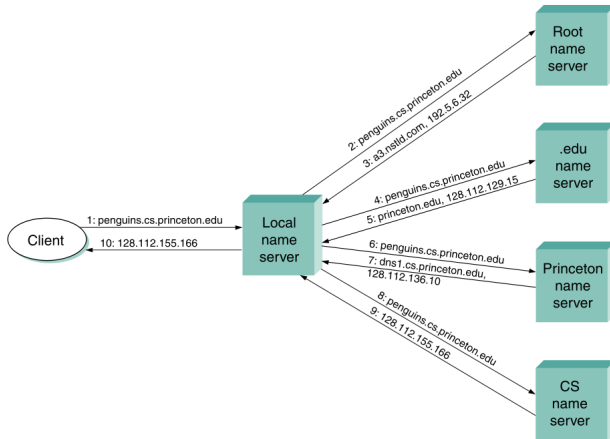 Root
name
server
2: penguins.cs.princeton.edu
3: a3.nstld.com, 192.5.6.32
.edu
name
server
4: penguins.cs.princeton.edu
5: princeton.edu, 128.112.129.15
1: penguins.cs.princeton.edu
Client
10: 128.112.155.166
Local
name
server
6: penguins.cs.princeton.edu
7: dns1.cs.princeton.edu,
128.112.136.10
Princeton
name
server
8: penguins.cs.princeton.edu
9: 128.112.155.166
CS
name
server